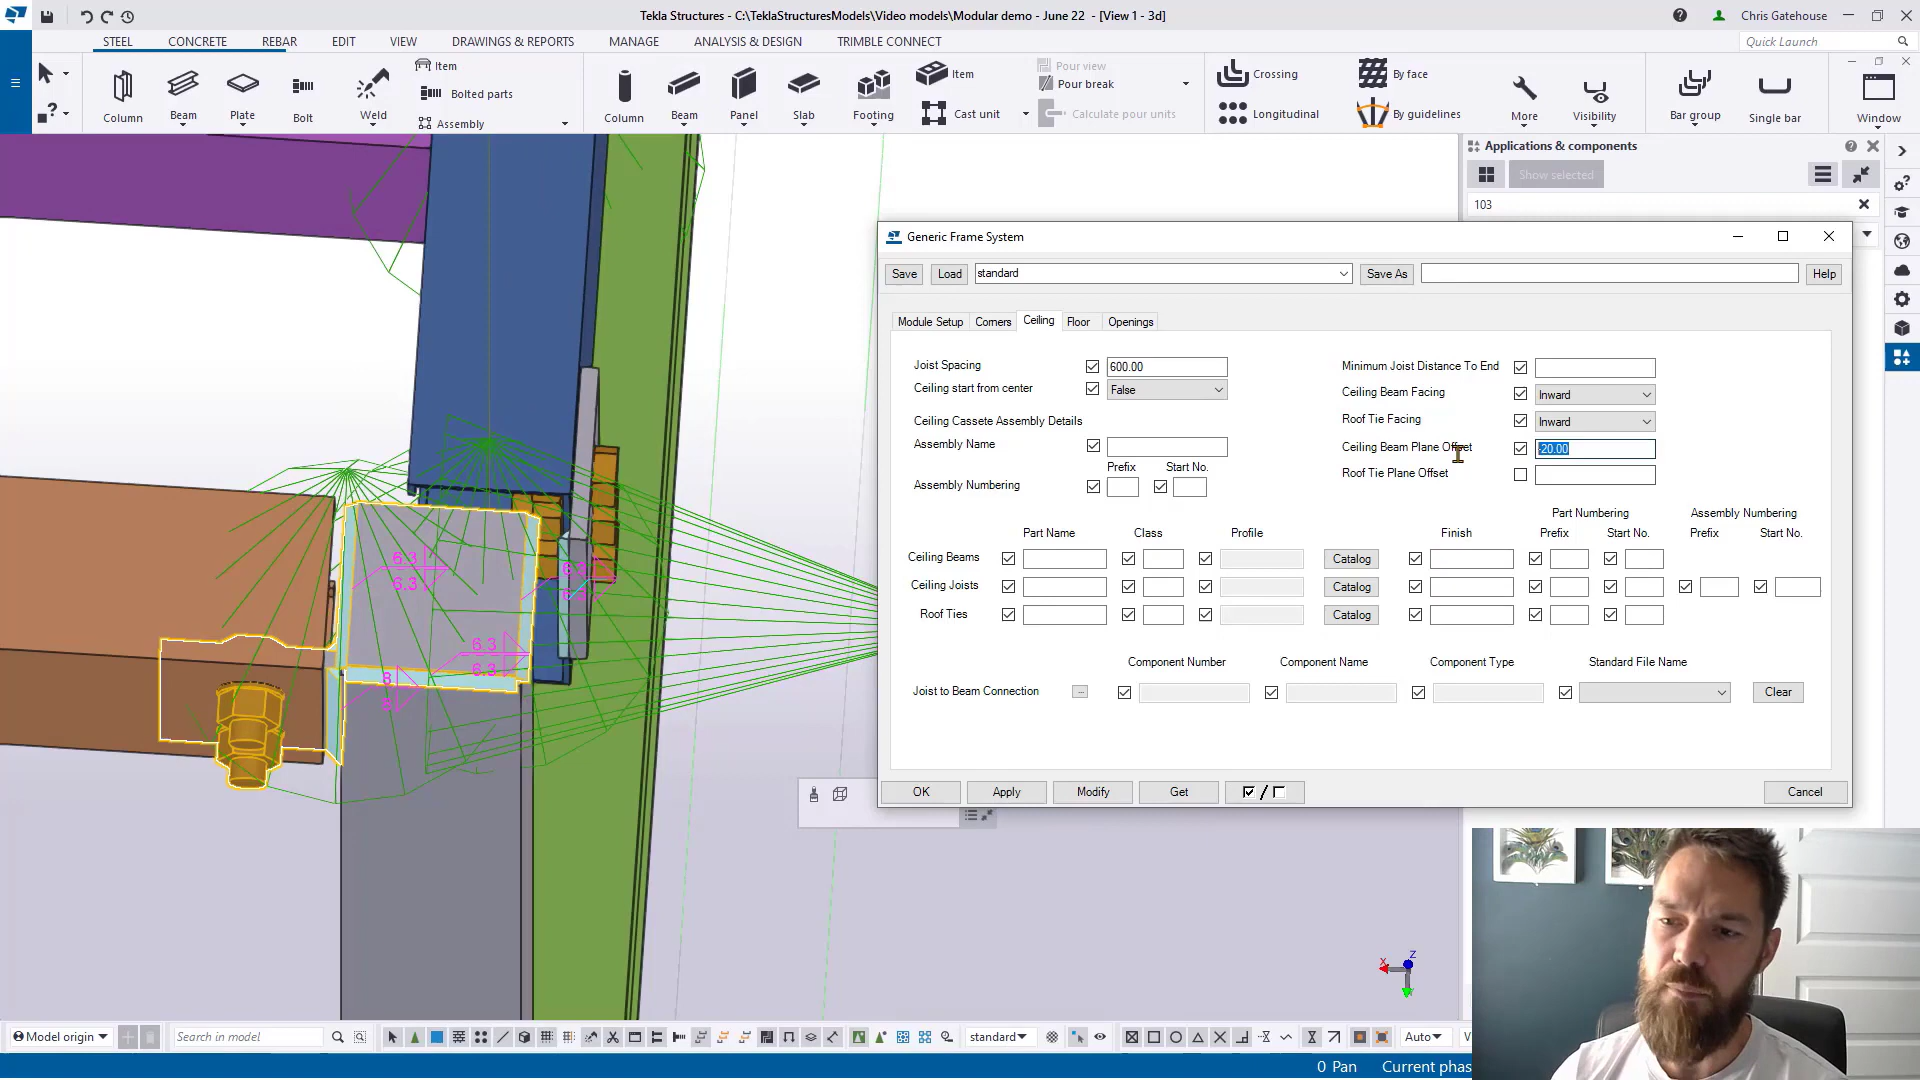 Tekla Structures - C:\TeklaStructuresModels\Video models\Modular demo - June 22 - [View 1 - 3d]
Chris Gatehouse
STEEL CONCRETE REBAR EDIT VIEW DRAWINGS & REPORTS MANAGE ANALYSIS & DESIGN TRIMBLE CONNECT
Quick Launch
Column Beam Plate Bolt Weld
Item
Bolted parts
Assembly
Column Beam Panel Slab Footing
Item
Cast unit
Pour view
Pour break
Calculate pour units
Crossing
Longitudinal
By face
By guidelines
More Visibility
Bar group Single bar
Window
Applications & components
Show selected
103
Generic Frame System
Save Load standard Save As Help
Module Setup Corners Ceiling Floor Openings
Joist Spacing 600.00
Ceiling start from center False
Ceiling Cassete Assembly Details
Assembly Name
Prefix Start No.
Assembly Numbering
Minimum Joist Distance To End
Ceiling Beam Facing Inward
Roof Tie Facing Inward
Ceiling Beam Plane Offset -20.00
Roof Tie Plane Offset
Part Numbering Assembly Numbering
Part Name Class Profile Finish Prefix Start No. Prefix Start No.
Ceiling Beams Catalog
Ceiling Joists Catalog
Roof Ties Catalog
Component Number Component Name Component Type Standard File Name
Joist to Beam Connection ... Clear
OK Apply Modify Get / Cancel
6.3
6.3
6.3
6.3
8
8
X
Z
Model origin
Search in model
standard
Auto
0 Pan
Current phas